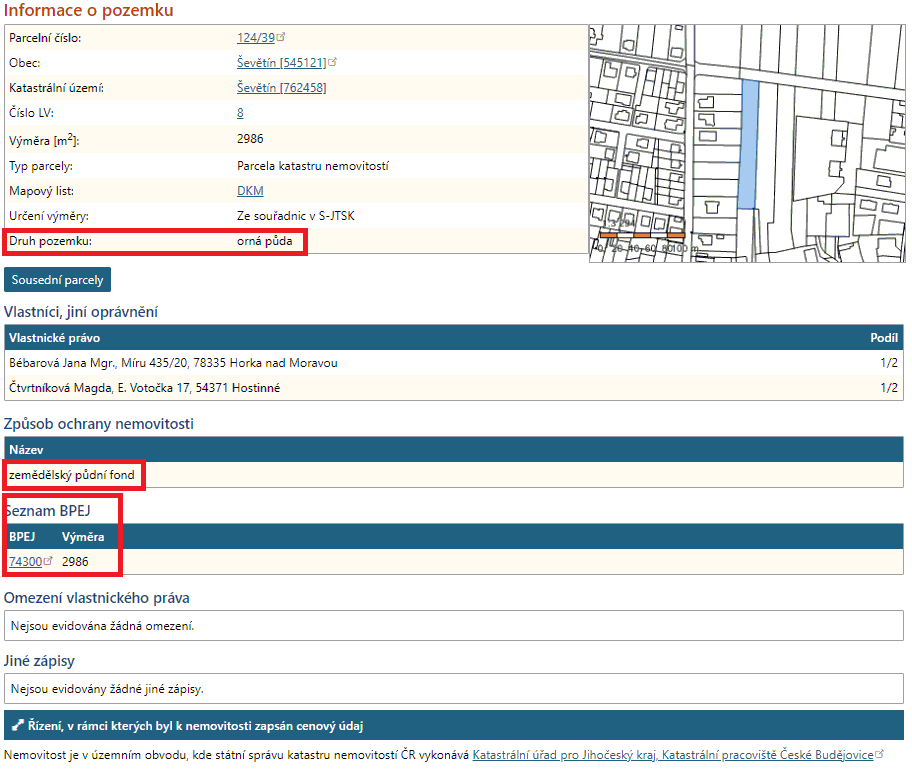 Informace o pozemku
Parcelní číslo: 124/39
Obec: Ševětín [545121]
Katastrální území: Ševětín [762458]
Číslo LV: 8
Výměra [m²]: 2986
Typ parcely: Parcela katastru nemovitostí
Mapový list: DKM
Určení výměry: Ze souřadnic v S-JTSK
Druh pozemku: orná půda
0 20 40 60 80 100 m
Sousední parcely
Vlastníci, jiní oprávnění
Vlastnické právo Podíl
Bébarová Jana Mgr., Míru 435/20, 78335 Horka nad Moravou 1/2
Čtvrtníková Magda, E. Votočka 17, 54371 Hostinné 1/2
Způsob ochrany nemovitosti
Název
zemědělský půdní fond
Seznam BPEJ
BPEJ Výměra
74300 2986
Omezení vlastnického práva
Nejsou evidována žádná omezení.
Jiné zápisy
Nejsou evidovány žádné jiné zápisy.
Řízení, v rámci kterých byl k nemovitosti zapsán cenový údaj
Nemovitost je v územním obvodu, kde státní správu katastru nemovitostí ČR vykonává Katastrální úřad pro Jihočeský kraj, Katastrální pracoviště České Budějovice